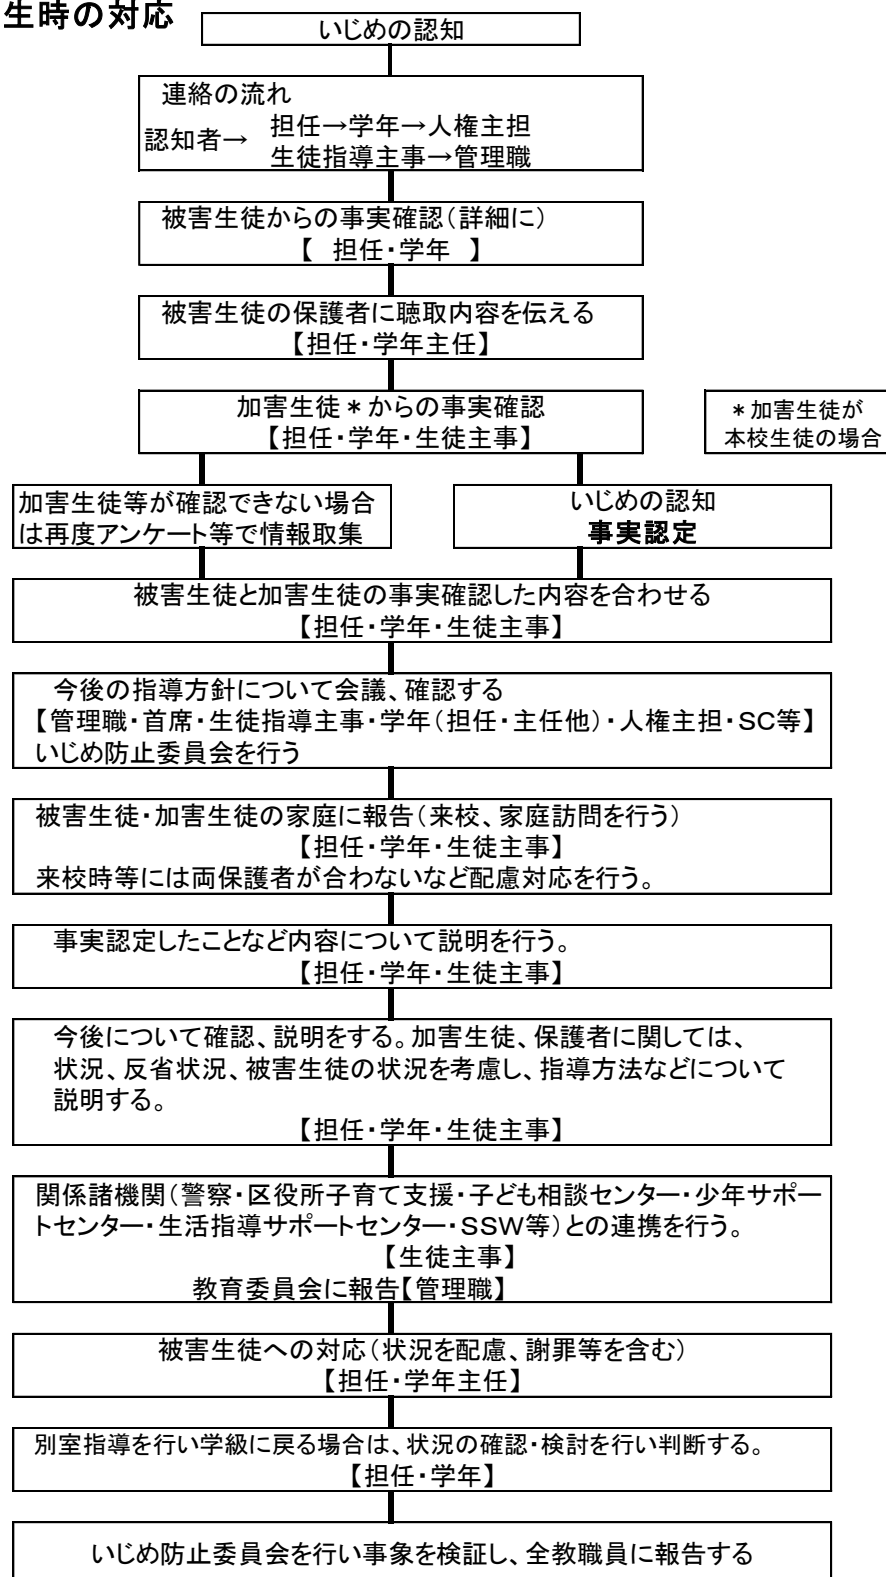 生時の対応
いじめの認知
連絡の流れ
認知者→
担任→学年→人権主担
生徒指導主事→管理職
被害生徒からの事実確認(詳細に)
【 担任・学年 】
被害生徒の保護者に聴取内容を伝える
【担任・学年主任】
加害生徒*からの事実確認
【担任・学年・生徒主事】
*加害生徒が
本校生徒の場合
加害生徒等が確認できない場合
は再度アンケート等で情報取集
いじめの認知
事実認定
被害生徒と加害生徒の事実確認した内容を合わせる
【担任・学年・生徒主事】
今後の指導方針について会議、確認する
【管理職・首席・生徒指導主事・学年(担任・主任他)・人権主担・SC等】
いじめ防止委員会を行う
被害生徒・加害生徒の家庭に報告(来校、家庭訪問を行う)
【担任・学年・生徒主事】
来校時等には両保護者が合わないなど配慮対応を行う。
事実認定したことなど内容について説明を行う。
【担任・学年・生徒主事】
今後について確認、説明をする。加害生徒、保護者に関しては、
状況、反省状況、被害生徒の状況を考慮し、指導方法などについて
説明する。
【担任・学年・生徒主事】
関係諸機関(警察・区役所子育て支援・子ども相談センター・少年サポー
トセンター・生活指導サポートセンター・SSW等)との連携を行う。
【生徒主事】
教育委員会に報告【管理職】
被害生徒への対応(状況を配慮、謝罪等を含む)
【担任・学年主任】
別室指導を行い学級に戻る場合は、状況の確認・検討を行い判断する。
【担任・学年】
いじめ防止委員会を行い事象を検証し、全教職員に報告する